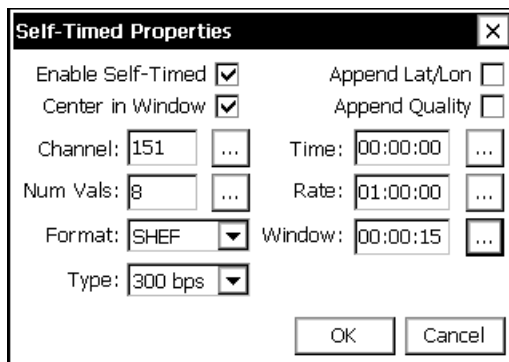 Self-Timed Properties
Enable Self-Timed Append Lat/Lon
Center in Window Append Quality
Channel: 151 ... Time: 00:00:00 ...
Num Vals: 8 ... Rate: 01:00:00 ...
Format: SHEF Window: 00:00:15 ...
Type: 300 bps
OK Cancel